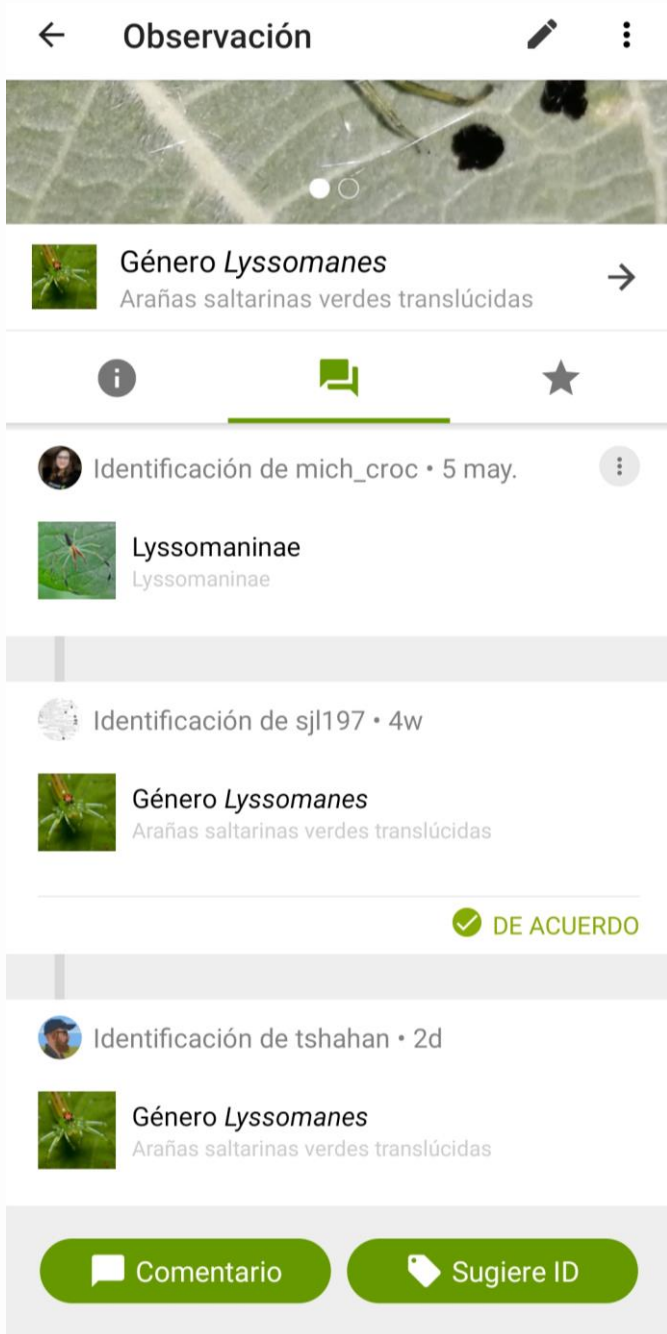 Observación
Género Lyssomanes
Arañas saltarinas verdes translúcidas
Identificación de mich_croc • 5 may.
Lyssomaninae
Lyssomaninae
Identificación de sjl197 • 4w
Género Lyssomanes
Arañas saltarinas verdes translúcidas
DE ACUERDO
Identificación de tshahan • 2d
Género Lyssomanes
Arañas saltarinas verdes translúcidas
Comentario
Sugiere ID